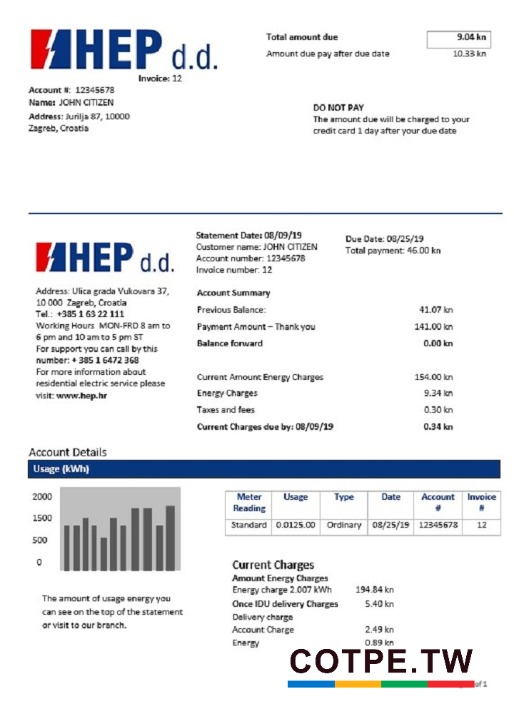 HEP d.d.
Invoice: 12
Account #: 12345678
Name: JOHN CITIZEN
Address: Jurilja 87, 10000
Zagreb, Croatia
Total amount due 9.04 kn
Amount due pay after due date 10.33 kn
DO NOT PAY
The amount due will be charged to your
credit card 1 day after your due date
HEP d.d.
Address: Ulica grada Vukovara 37,
10 000 Zagreb, Croatia
Tel.: +385 1 63 22 111
Working Hours MON-FRD 8 am to
6 pm and 10 am to 5 pm ST
For support you can call by this
number: + 385 1 6472 368
For more information about
residential electric service please
visit: www.hep.hr
Statement Date: 08/09/19
Customer name: JOHN CITIZEN
Account number: 12345678
Invoice number: 12
Due Date: 08/25/19
Total payment: 46.00 kn
Account Summary
Previous Balance: 41.07 kn
Payment Amount – Thank you 141.00 kn
Balance forward 0.00 kn
Current Amount Energy Charges 154.00 kn
Energy Charges 9.34 kn
Taxes and fees 0.30 kn
Current Charges due by: 08/09/19 0.34 kn
Account Details
Usage (kWh)
2000
1500
500
0
The amount of usage energy you
can see on the top of the statement
or visit to our branch.
Meter Reading Usage Type Date Account # Invoice #
Standard 0.0125.00 Ordinary 08/25/19 12345678 12
Current Charges
Amount Energy Charges
Energy charge 2.007 kWh 194.84 kn
Once IDU delivery Charges 5.40 kn
Delivery charge
Account Charge 2.49 kn
Energy 0.89 kn
COTPE.TW
of 1